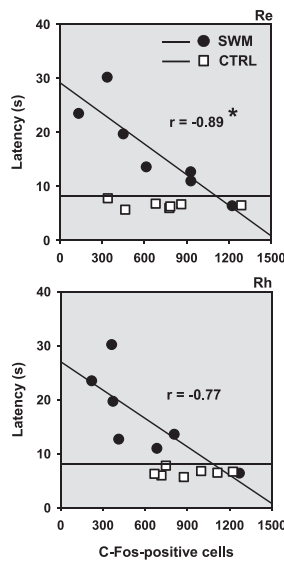 Re
40
30
20
10
0
Latency (s)
SWM
CTRL
r = -0.89 *
0 300 600 900 1200 1500
Rh
40
30
20
10
0
Latency (s)
r = -0.77
0 300 600 900 1200 1500
C-Fos-positive cells